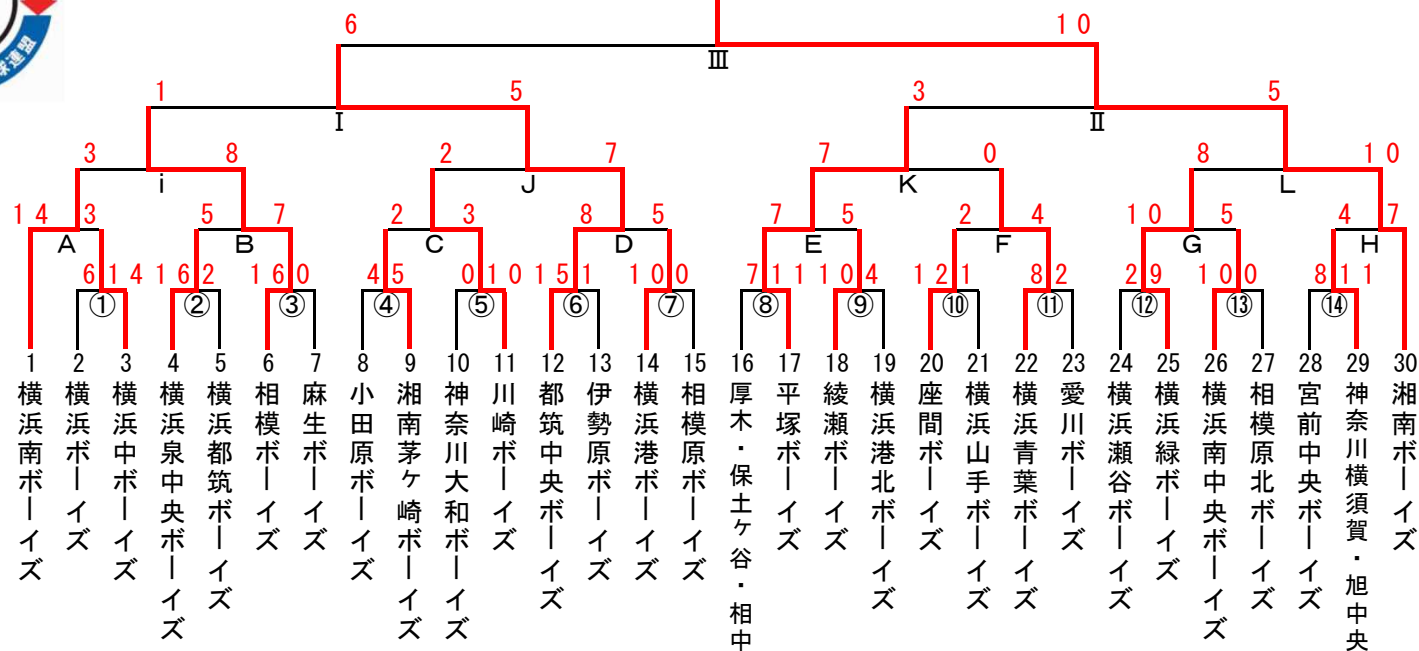 球連盟
6 10
Ⅲ
1 5 3 5
Ⅰ Ⅱ
3 8 2 7 7 0 8 10
i J K L
14 3 5 7 2 3 8 5 7 5 2 4 10 5 4 7
A B C D E F G H
6 14 16 2 16 0 4 5 0 10 15 1 10 0 7 11 10 4 12 1 8 2 2 9 10 0 8 11
① ② ③ ④ ⑤ ⑥ ⑦ ⑧ ⑨ ⑩ ⑪ ⑫ ⑬ ⑭
1 2 3 4 5 6 7 8 9 10 11 12 13 14 15 16 17 18 19 20 21 22 23 24 25 26 27 28 29 30
横浜南ボーイズ
横浜ボーイズ
横浜中ボーイズ
横浜泉中央ボーイズ
横浜都筑ボーイズ
相模ボーイズ
麻生ボーイズ
小田原ボーイズ
湘南茅ケ崎ボーイズ
神奈川大和ボーイズ
川崎ボーイズ
都筑中央ボーイズ
伊勢原ボーイズ
横浜港ボーイズ
相模原ボーイズ
厚木・保土ケ谷・相中
平塚ボーイズ
綾瀬ボーイズ
横浜港北ボーイズ
座間ボーイズ
横浜山手ボーイズ
横浜青葉ボーイズ
愛川ボーイズ
横浜瀬谷ボーイズ
横浜緑ボーイズ
横浜南中央ボーイズ
相模原北ボーイズ
宮前中央ボーイズ
神奈川横須賀・旭中央
湘南ボーイズ